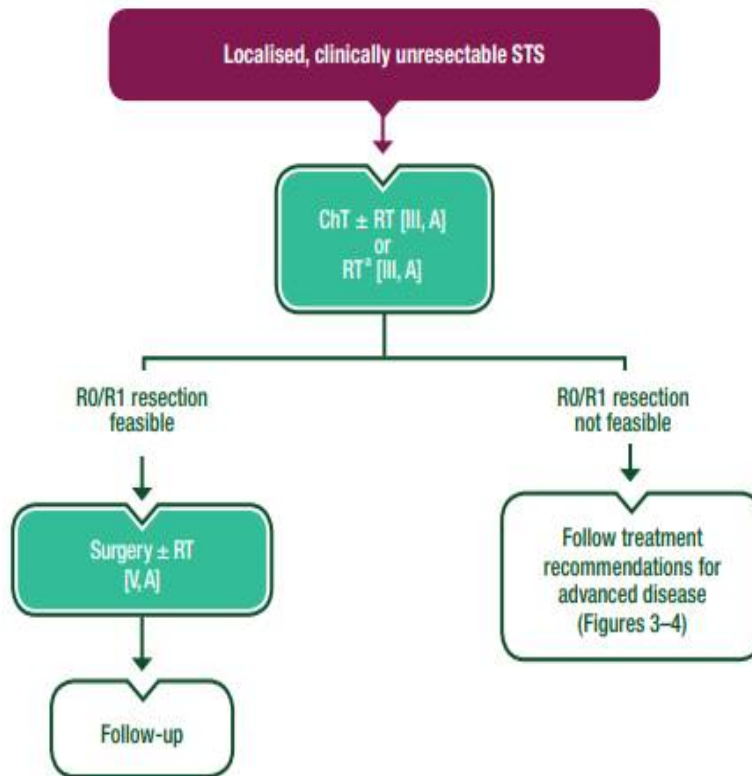 Localised, clinically unresectable STS
ChT ± RT [III, A]
or
RTª [III, A]
R0/R1 resection
feasible
R0/R1 resection
not feasible
Surgery ± RT
[V, A]
Follow treatment
recommendations for
advanced disease
(Figures 3–4)
Follow-up